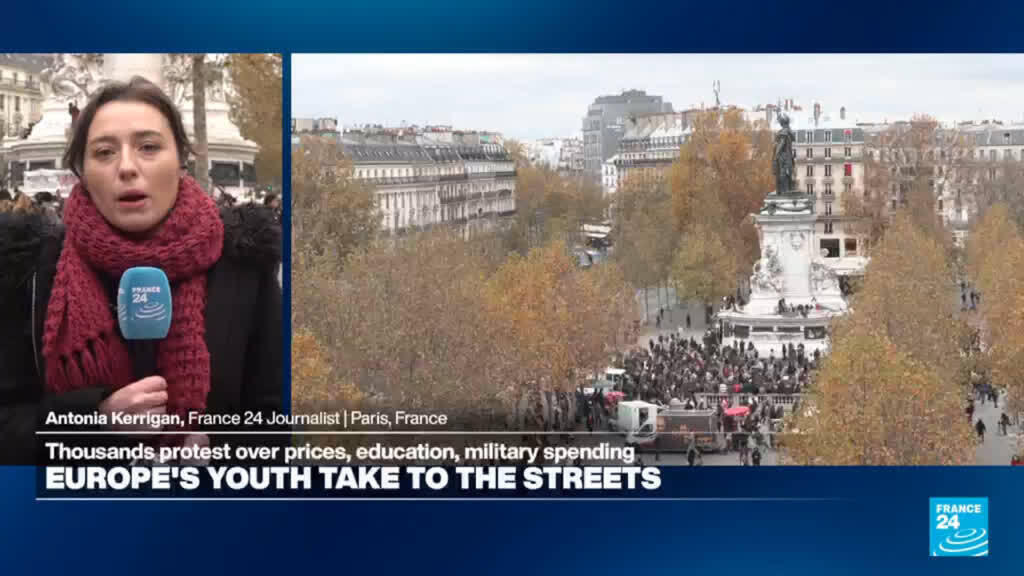 FRANCE
24
Antonia Kerrigan, France 24 Journalist | Paris, France
Thousands protest over prices, education, military spending
EUROPE'S YOUTH TAKE TO THE STREETS
FRANCE
24